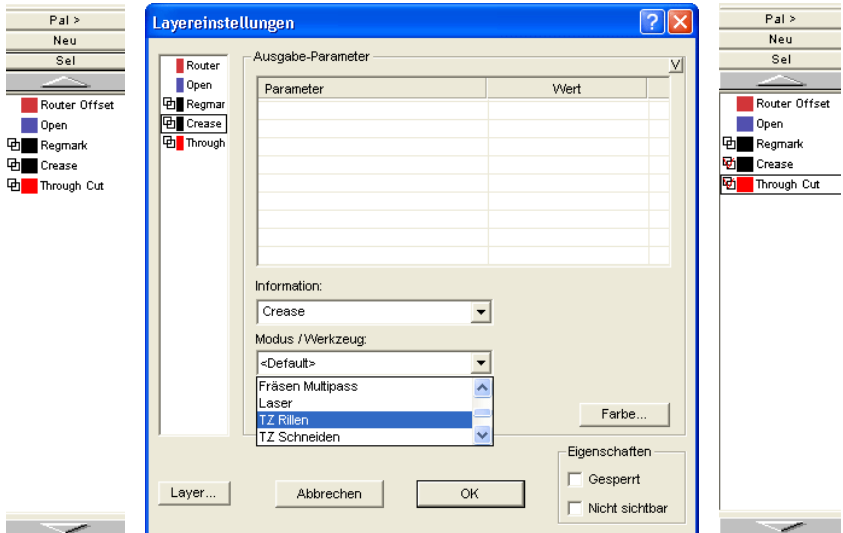 Pal >
Neu
Sel
Router Offset
Open
Regmark
Crease
Through Cut
Layereinstellungen
Router
Open
Regmar
Crease
Through
Ausgabe-Parameter
V
Parameter Wert
Information:
Crease
Modus / Werkzeug:
<Default>
Fräsen Multipass
Laser
TZ Rillen
TZ Schneiden
Farbe...
Eigenschaften
Gesperrt
Nicht sichtbar
Layer...
Abbrechen
OK
Pal >
Neu
Sel
Router Offset
Open
Regmark
Crease
Through Cut